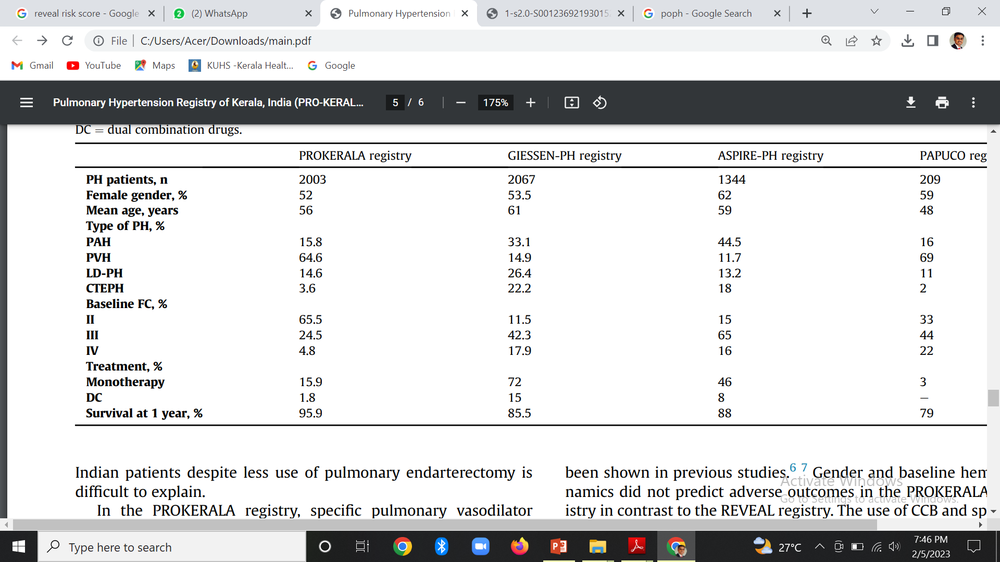 reveal risk score - Google
(2) WhatsApp
Pulmonary Hypertension
1-s2.0-S00123692193015
poph - Google Search
File
C:/Users/Acer/Downloads/main.pdf
Gmail
YouTube
Maps
KUHS -Kerala Healt...
Google
Pulmonary Hypertension Registry of Kerala, India (PRO-KERAL...
5 / 6
175%
DC = dual combination drugs.
PROKERALA registry GIESSEN-PH registry ASPIRE-PH registry PAPUCO reg
PH patients, n 2003 2067 1344 209
Female gender, % 52 53.5 62 59
Mean age, years 56 61 59 48
Type of PH, %
PAH 15.8 33.1 44.5 16
PVH 64.6 14.9 11.7 69
LD-PH 14.6 26.4 13.2 11
CTEPH 3.6 22.2 18 2
Baseline FC, %
II 65.5 11.5 15 33
III 24.5 42.3 65 44
IV 4.8 17.9 16 22
Treatment, %
Monotherapy 15.9 72 46 3
DC 1.8 15 8 –
Survival at 1 year, % 95.9 85.5 88 79
Indian patients despite less use of pulmonary endarterectomy is
difficult to explain.
In the PROKERALA registry, specific pulmonary vasodilator
been shown in previous studies.6 7 Gender and baseline hem
namics did not predict adverse outcomes in the PROKERALA
istry in contrast to the REVEAL registry. The use of CCB and sp
Activate Windows
Go to Settings to activate Windows.
Type here to search
27°C
7:46 PM
2/5/2023